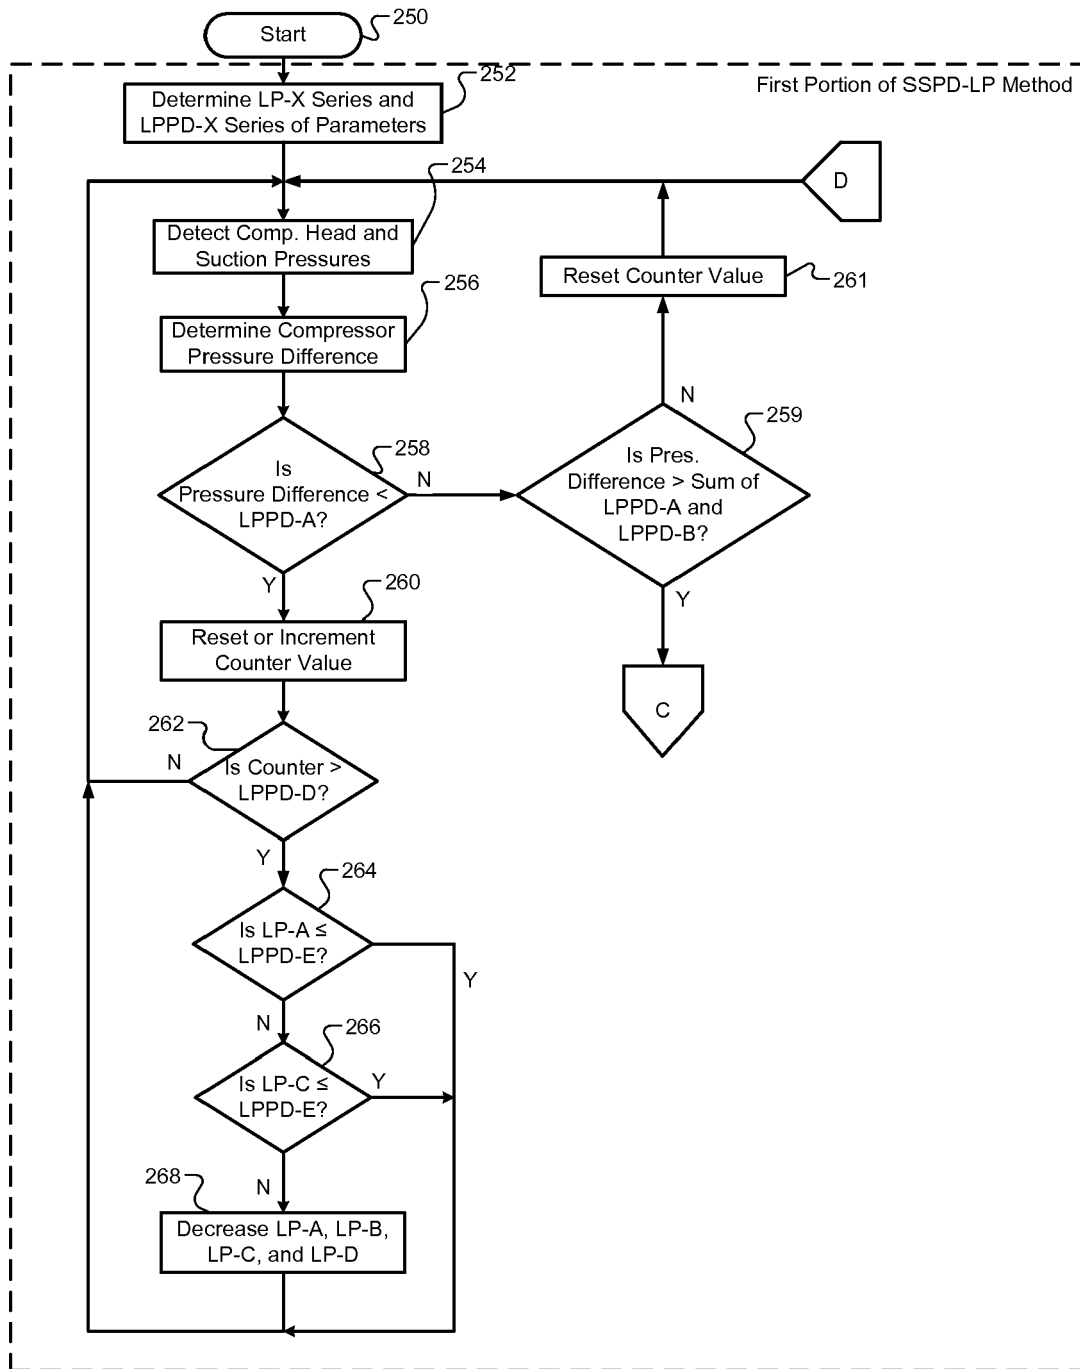 Start
250
First Portion of SSPD-LP Method
252
Determine LP-X Series and
LPPD-X Series of Parameters
254
D
Detect Comp. Head and
Suction Pressures
Reset Counter Value
261
256
Determine Compressor
Pressure Difference
N
259
258
Is
Pressure Difference <
LPPD-A?
N
Is Pres.
Difference > Sum of
LPPD-A and
LPPD-B?
Y
Y
260
Reset or Increment
Counter Value
C
262
N
Is Counter >
LPPD-D?
Y
264
Is LP-A ≤
LPPD-E?
Y
N
266
Is LP-C ≤
LPPD-E?
Y
N
268
Decrease LP-A, LP-B,
LP-C, and LP-D